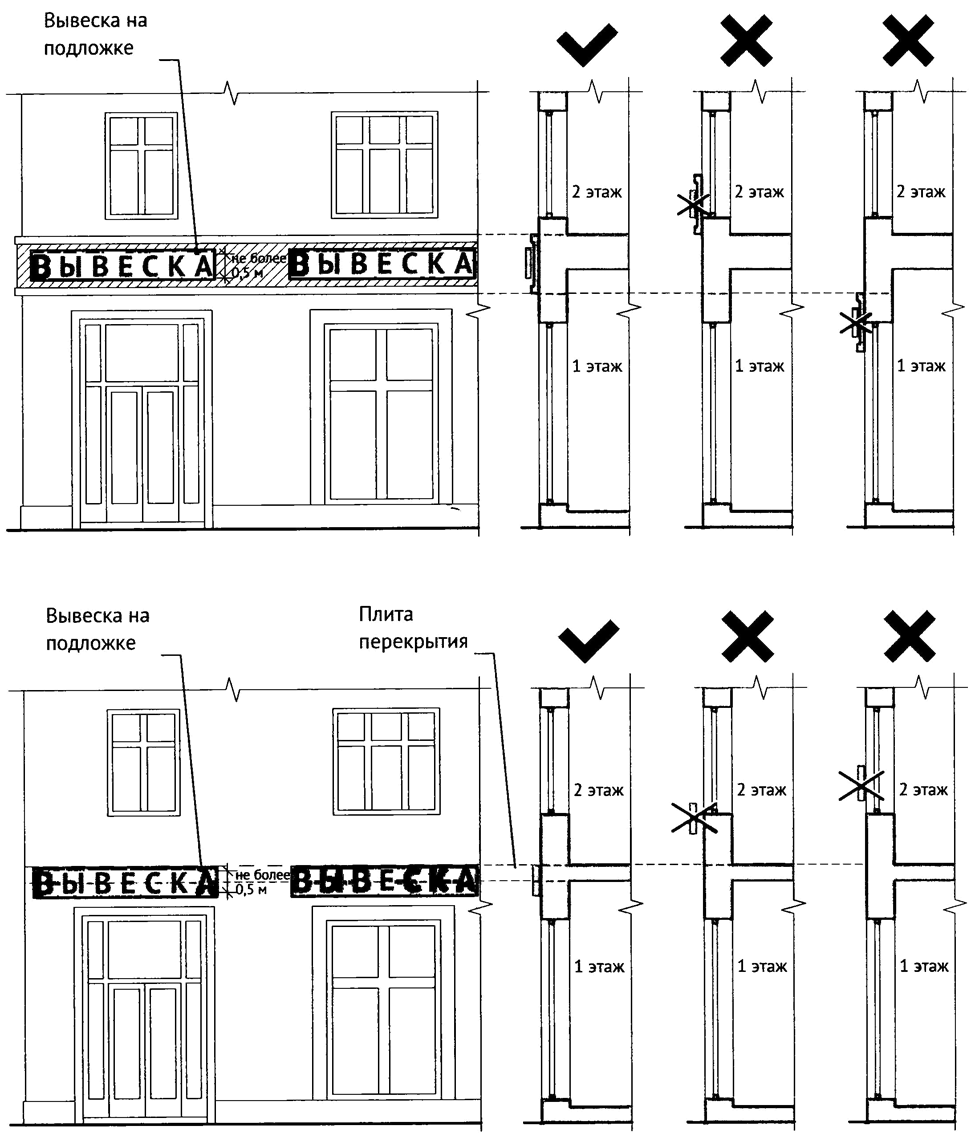 Вывеска на
подложке
2 этаж
2 этаж
2 этаж
ВЫВЕСКА
не более
0,5 м
ВЫВЕСКА
1 этаж
1 этаж
1 этаж
Вывеска на
подложке
Плита
перекрытия
2 этаж
2 этаж
2 этаж
ВЫВЕСКА
не более
0,5 м
ВЫВЕСКА
1 этаж
1 этаж
1 этаж